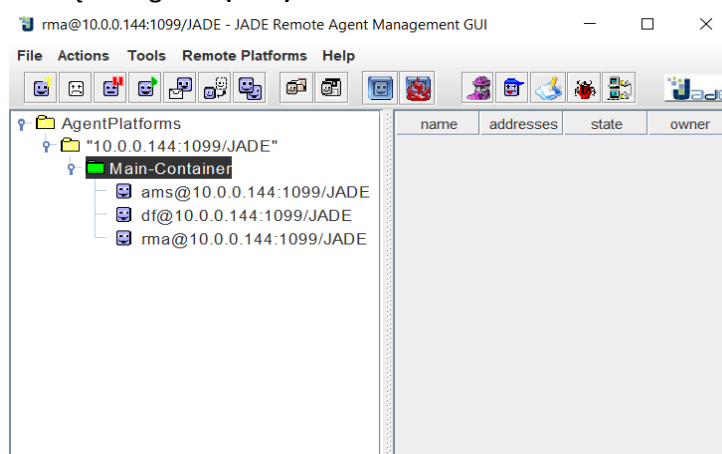 rma@10.0.0.144:1099/JADE - JADE Remote Agent Management GUI
File Actions Tools Remote Platforms Help
AgentPlatforms
"10.0.0.144:1099/JADE"
Main-Container
ams@10.0.0.144:1099/JADE
df@10.0.0.144:1099/JADE
rma@10.0.0.144:1099/JADE
name addresses state owner